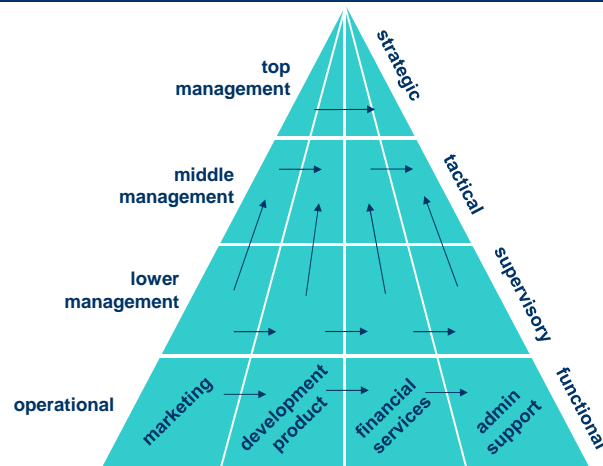 top
management
strategic
middle
management
tactical
lower
management
supervisory
operational
marketing
development
product
financial
services
admin
support
functional